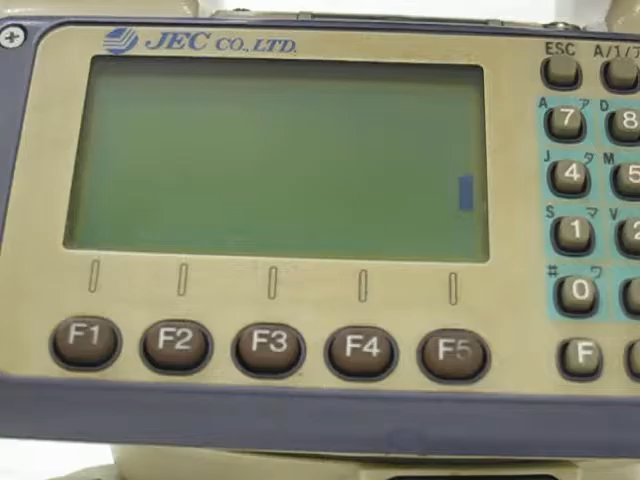 JEC CO., LTD.
ESC A/1/ア
A ア D
7 8
J タ M
4 5
S マ V
1 2
# ワ
0
F1 F2 F3 F4 F5 F